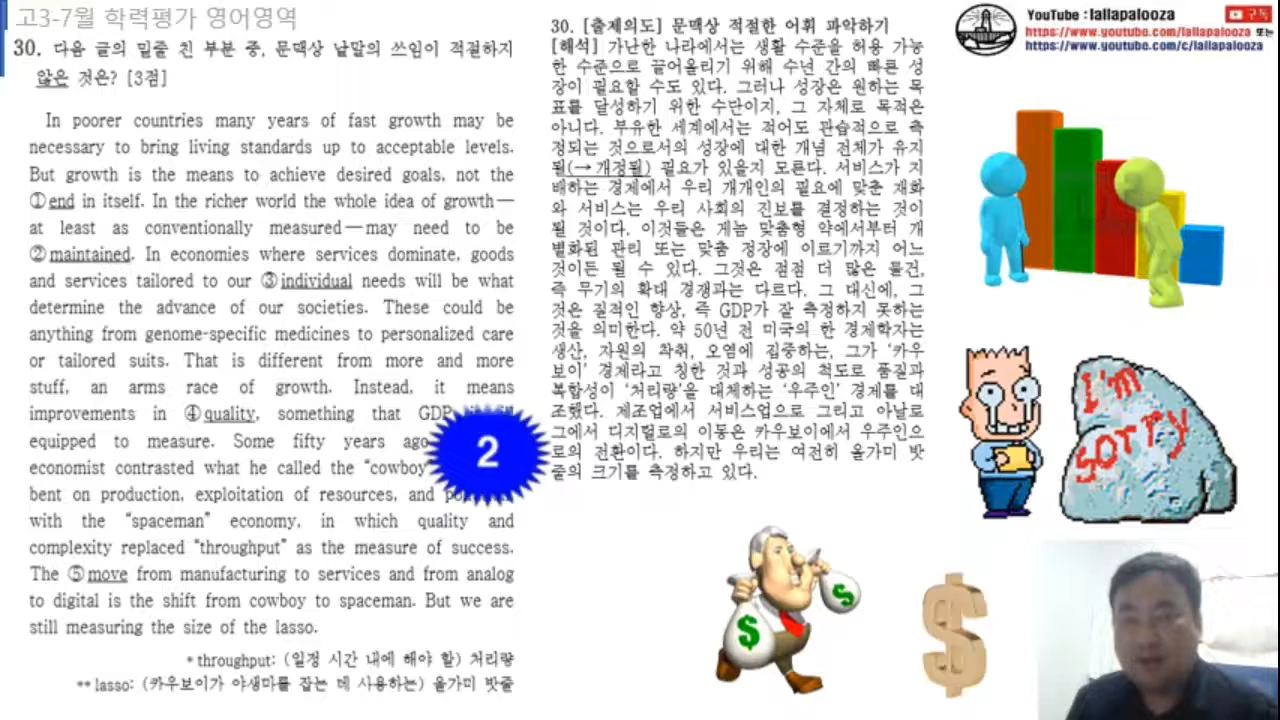 고3-7월 학력평가 영어영역
30. 다음 글의 밑줄 친 부분 중, 문맥상 낱말의 쓰임이 적절하지
않은 것은? [3점]
In poorer countries many years of fast growth may be
necessary to bring living standards up to acceptable levels.
But growth is the means to achieve desired goals, not the
①end in itself. In the richer world the whole idea of growth—
at least as conventionally measured—may need to be
②maintained. In economies where services dominate, goods
and services tailored to our ③individual needs will be what
determine the advance of our societies. These could be
anything from genome-specific medicines to personalized care
or tailored suits. That is different from more and more
stuff, an arms race of growth. Instead, it means
improvements in ④quality, something that GDP
equipped to measure. Some fifty years ago
economist contrasted what he called the “cowboy
bent on production, exploitation of resources, and
with the “spaceman” economy, in which quality and
complexity replaced “throughput” as the measure of success.
The ⑤move from manufacturing to services and from analog
to digital is the shift from cowboy to spaceman. But we are
still measuring the size of the lasso.
* throughput: (일정 시간 내에 해야 할) 처리량
** lasso: (카우보이가 야생마를 잡는 데 사용하는) 올가미 밧줄
2
30. [출제의도] 문맥상 적절한 어휘 파악하기
[해석] 가난한 나라에서는 생활 수준을 허용 가능
한 수준으로 끌어올리기 위해 수년 간의 빠른 성
장이 필요할 수도 있다. 그러나 성장은 원하는 목
표를 달성하기 위한 수단이지, 그 자체로 목적은
아니다. 부유한 세계에서는 적어도 관습적으로 측
정되는 것으로서의 성장에 대한 개념 전체가 유지
될(→개정될) 필요가 있을지 모른다. 서비스가 지
배하는 경제에서 우리 개개인의 필요에 맞춘 재화
와 서비스는 우리 사회의 진보를 결정하는 것이
될 것이다. 이것들은 게놈 맞춤형 약에서부터 개
별화된 관리 또는 맞춤 정장에 이르기까지 어느
것이든 될 수 있다. 그것은 점점 더 많은 물건,
즉 무기의 확대 경쟁과는 다르다. 그 대신에, 그
것은 질적인 향상, 즉 GDP가 잘 측정하지 못하는
것을 의미한다. 약 50년 전 미국의 한 경제학자는
생산, 자원의 착취, 오염에 집중하는, 그가 ‘카우
보이’ 경제라고 칭한 것과 성공의 척도로 품질과
복합성이 ‘처리량’을 대체하는 ‘우주인’ 경제를 대
조했다. 제조업에서 서비스업으로 그리고 아날로
그에서 디지털로의 이동은 카우보이에서 우주인으
로의 전환이다. 하지만 우리는 여전히 올가미 밧
줄의 크기를 측정하고 있다.
YouTube : lallapalooza 구독
https://www.youtube.com/lallapalooza 또는
https://www.youtube.com/c/lallapalooza
I'm
sorry
$
$
$